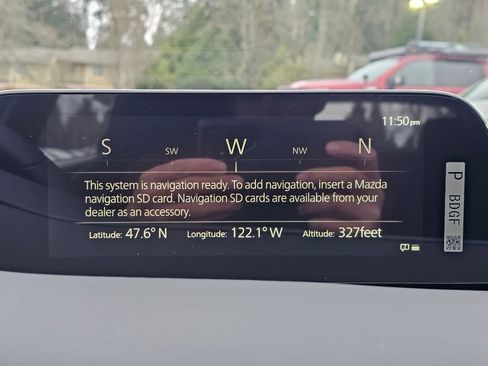 11:50pm
S SW W NW N
This system is navigation ready. To add navigation, insert a Mazda
navigation SD card. Navigation SD cards are available from your
dealer as an accessory.
Latitude: 47.6° N Longitude: 122.1° W Altitude: 327feet
P BDGF